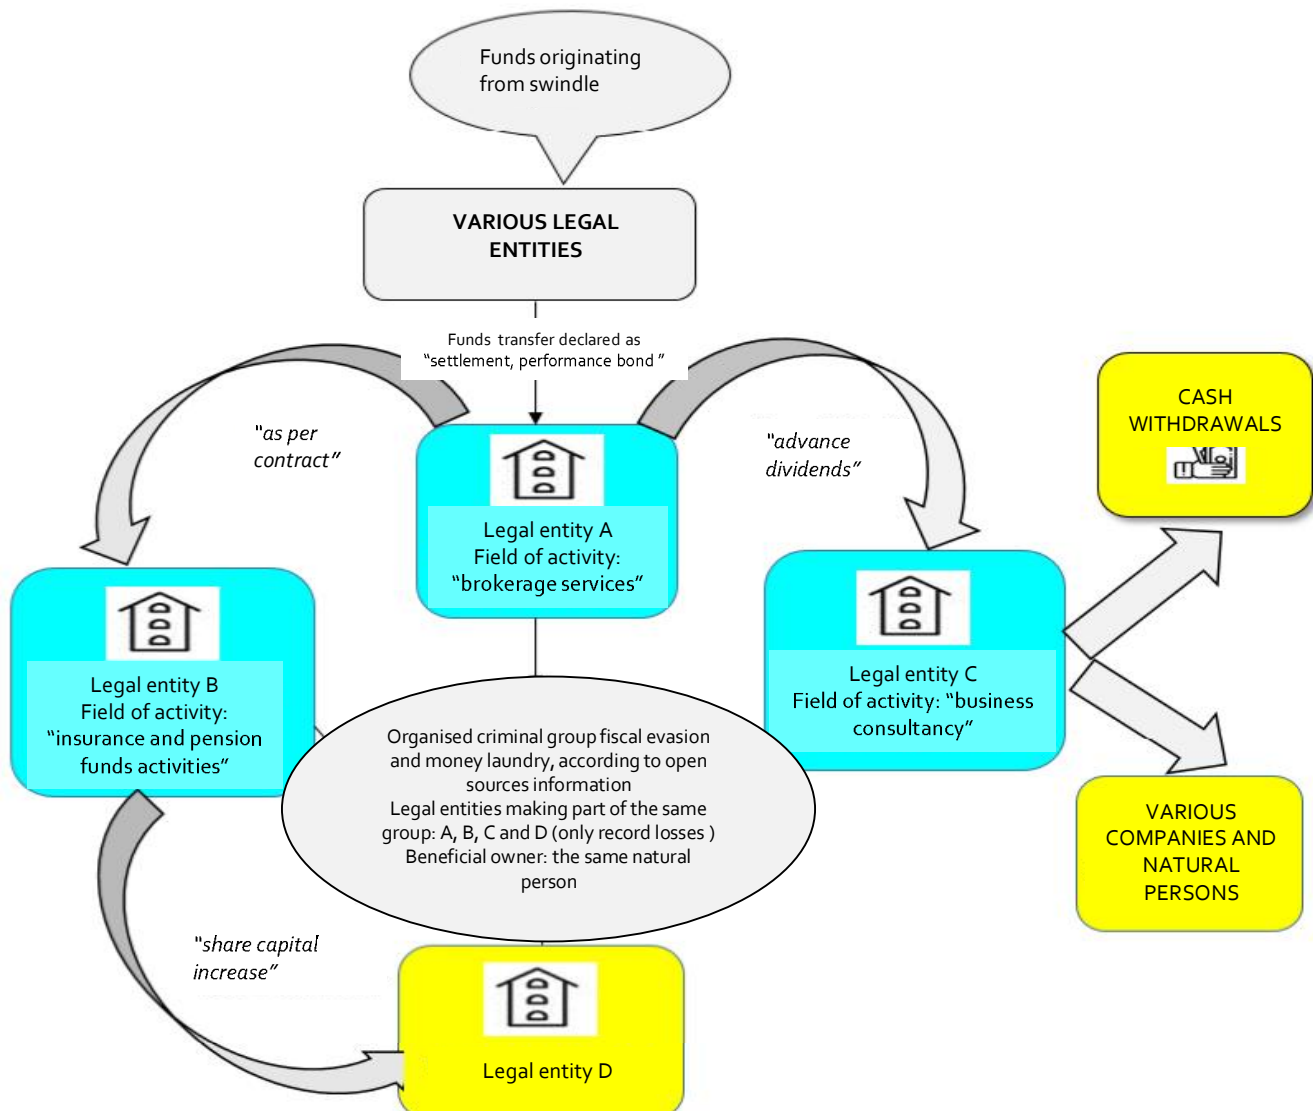 Funds originating
from swindle
VARIOUS LEGAL
ENTITIES
Funds transfer declared as
“settlement, performance bond ”
“as per
contract”
“advance
dividends”
CASH
WITHDRAWALS
Legal entity A
Field of activity:
“brokerage services”
Legal entity B
Field of activity:
“insurance and pension
funds activities”
Legal entity C
Field of activity: “business
consultancy”
Organised criminal group fiscal evasion
and money laundry, according to open
sources information
Legal entities making part of the same
group: A, B, C and D (only record losses )
Beneficial owner: the same natural
person
VARIOUS
COMPANIES AND
NATURAL
PERSONS
“share capital
increase”
Legal entity D